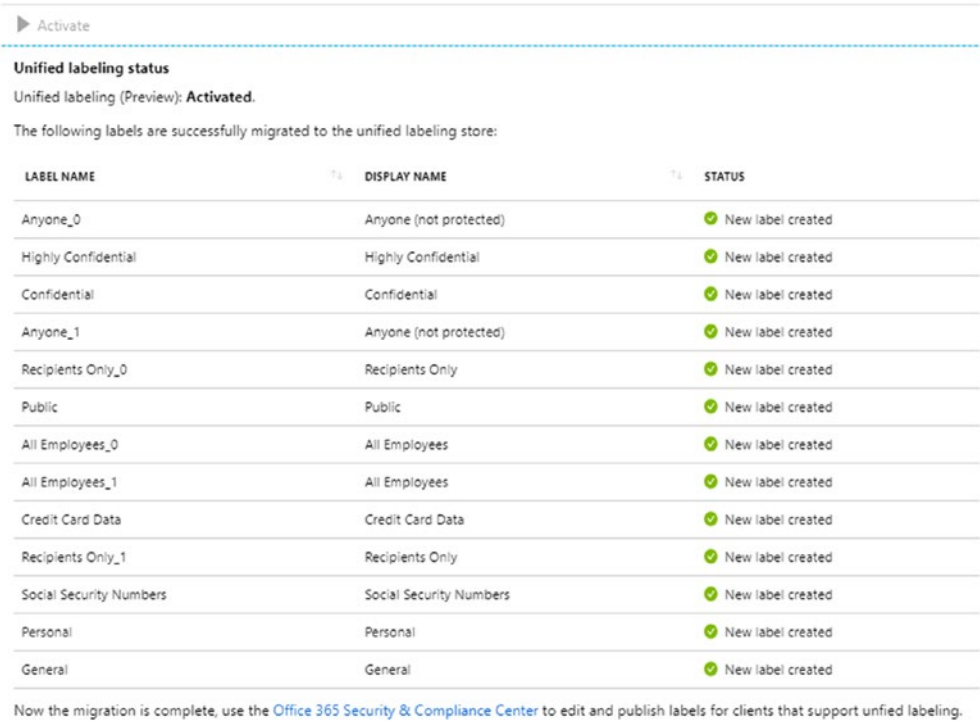 Activate
Unified labeling status
Unified labeling (Preview): Activated.
The following labels are successfully migrated to the unified labeling store:
LABEL NAME DISPLAY NAME STATUS
Anyone_0 Anyone (not protected) New label created
Highly Confidential Highly Confidential New label created
Confidential Confidential New label created
Anyone_1 Anyone (not protected) New label created
Recipients Only_0 Recipients Only New label created
Public Public New label created
All Employees_0 All Employees New label created
All Employees_1 All Employees New label created
Credit Card Data Credit Card Data New label created
Recipients Only_1 Recipients Only New label created
Social Security Numbers Social Security Numbers New label created
Personal Personal New label created
General General New label created
Now the migration is complete, use the Office 365 Security & Compliance Center to edit and publish labels for clients that support unfied labeling.